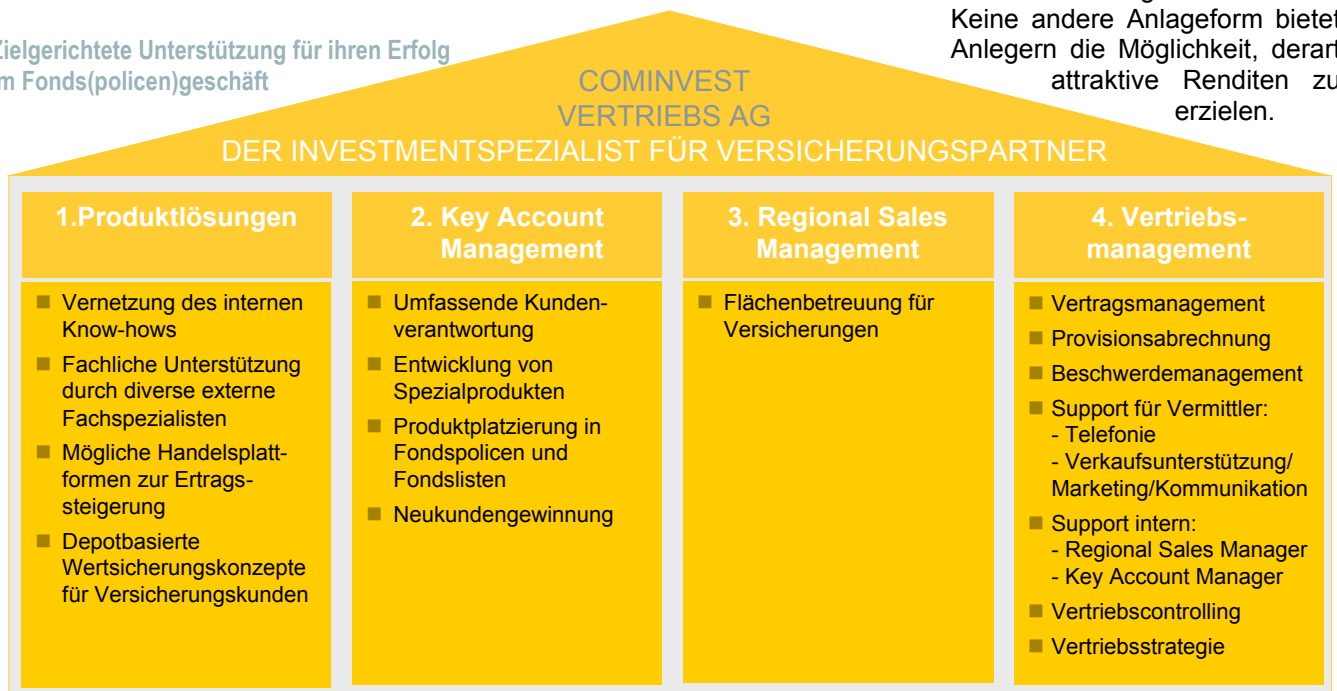 Keine andere Anlageform bietet
Anlegern die Möglichkeit, derart
attraktive Renditen zu
erzielen.
Zielgerichtete Unterstützung für ihren Erfolg
im Fonds(policen)geschäft
COMINVEST
VERTRIEBS AG
DER INVESTMENTSPEZIALIST FÜR VERSICHERUNGSPARTNER
1.Produktlösungen
■ Vernetzung des internen
Know-hows
■ Fachliche Unterstützung
durch diverse externe
Fachspezialisten
■ Mögliche Handelsplatt-
formen zur Ertrags-
steigerung
■ Depotbasierte
Wertsicherungskonzepte
für Versicherungskunden
2. Key Account
Management
■ Umfassende Kunden-
verantwortung
■ Entwicklung von
Spezialprodukten
■ Produktplatzierung in
Fondspolicen und
Fondslisten
■ Neukundengewinnung
3. Regional Sales
Management
■ Flächenbetreuung für
Versicherungen
4. Vertriebs-
management
■ Vertragsmanagement
■ Provisionsabrechnung
■ Beschwerdemanagement
■ Support für Vermittler:
- Telefonie
- Verkaufsunterstützung/
Marketing/Kommunikation
■ Support intern:
- Regional Sales Manager
- Key Account Manager
■ Vertriebscontrolling
■ Vertriebsstrategie